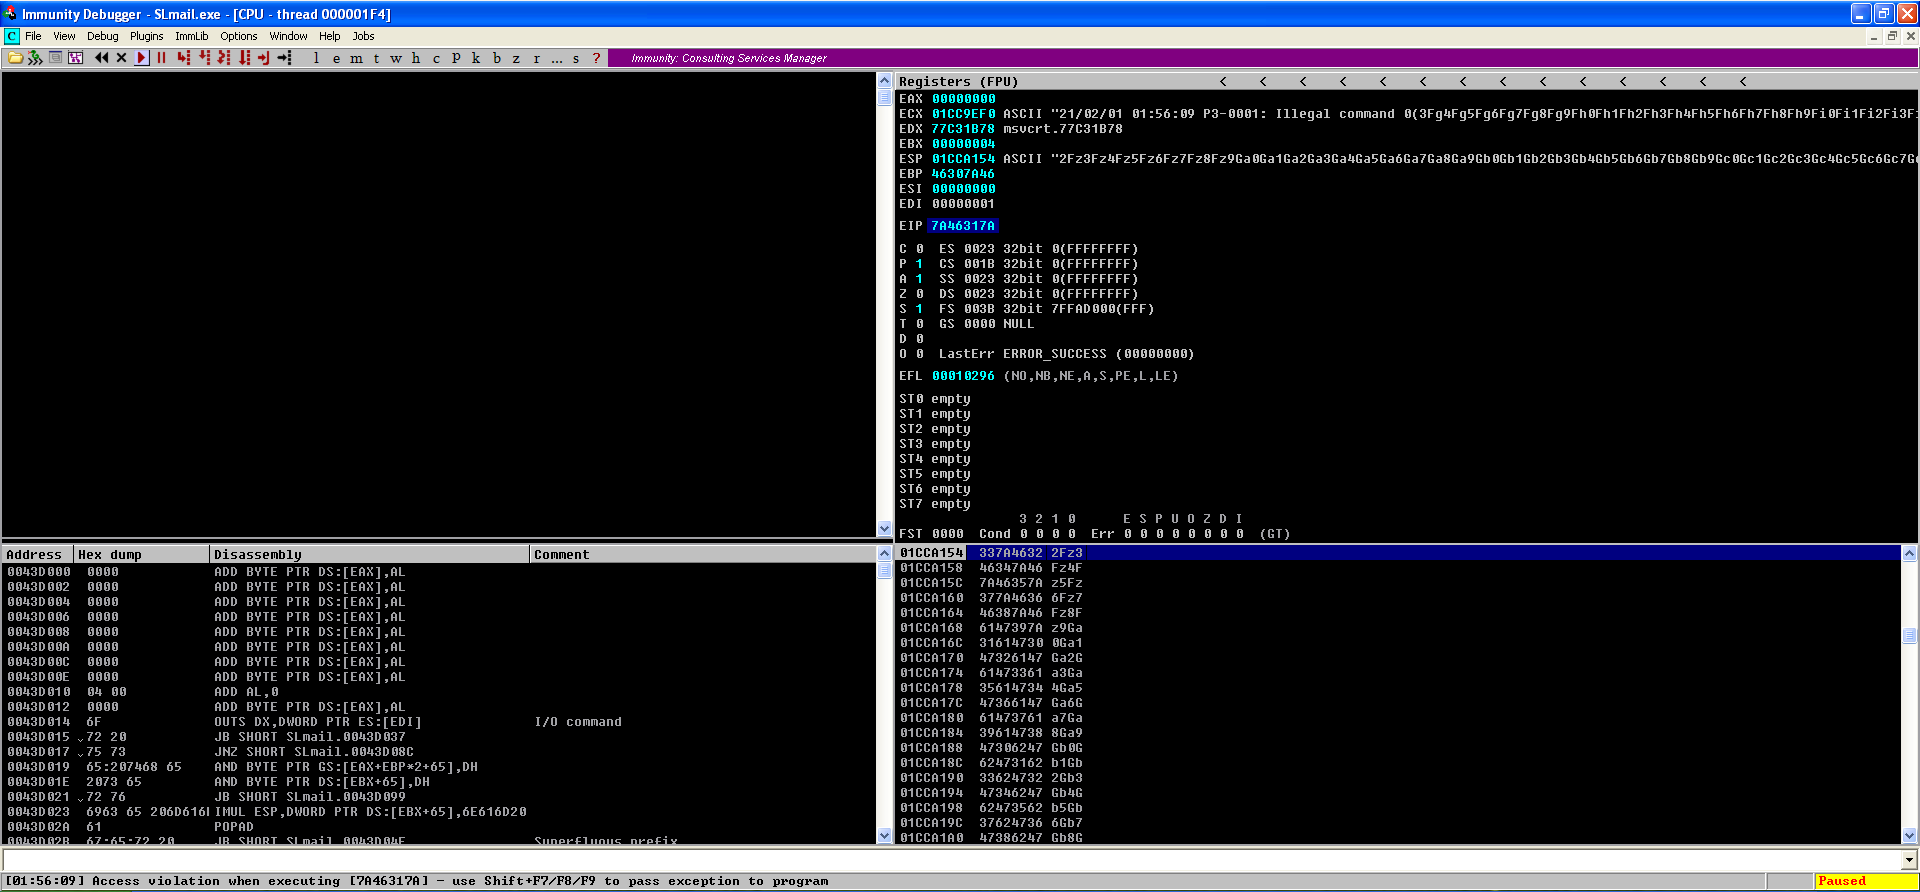 Immunity Debugger - SLmail.exe - [CPU - thread 000001F4]
C File View Debug Plugins ImmLib Options Window Help Jobs
l e m t w h c P k b z r ... s ? Immunity: Consulting Services Manager
Registers (FPU) < < < < < < < < < < < < < <
EAX 00000000
ECX 01CC9EF0 ASCII "21/02/01 01:56:09 P3-0001: Illegal command 0(3Fg4Fg5Fg6Fg7Fg8Fg9Fh0Fh1Fh2Fh3Fh4Fh5Fh6Fh7Fh8Fh9Fi0Fi1Fi2Fi3F
EDX 77C31B78 msvcrt.77C31B78
EBX 00000004
ESP 01CCA154 ASCII "2Fz3Fz4Fz5Fz6Fz7Fz8Fz9Ga0Ga1Ga2Ga3Ga4Ga5Ga6Ga7Ga8Ga9Gb0Gb1Gb2Gb3Gb4Gb5Gb6Gb7Gb8Gb9Gc0Gc1Gc2Gc3Gc4Gc5Gc6Gc7G
EBP 46307A46
ESI 00000000
EDI 00000001
EIP 7A46317A
C 0 ES 0023 32bit 0(FFFFFFFF)
P 1 CS 001B 32bit 0(FFFFFFFF)
A 1 SS 0023 32bit 0(FFFFFFFF)
Z 0 DS 0023 32bit 0(FFFFFFFF)
S 1 FS 003B 32bit 7FFAD000(FFF)
T 0 GS 0000 NULL
D 0
O 0 LastErr ERROR_SUCCESS (00000000)
EFL 00010296 (NO,NB,NE,A,S,PE,L,LE)
ST0 empty
ST1 empty
ST2 empty
ST3 empty
ST4 empty
ST5 empty
ST6 empty
ST7 empty
3 2 1 0 E S P U O Z D I
FST 0000 Cond 0 0 0 0 Err 0 0 0 0 0 0 0 0 (GT)
Address Hex dump Disassembly Comment
0043D000 0000 ADD BYTE PTR DS:[EAX],AL
0043D002 0000 ADD BYTE PTR DS:[EAX],AL
0043D004 0000 ADD BYTE PTR DS:[EAX],AL
0043D006 0000 ADD BYTE PTR DS:[EAX],AL
0043D008 0000 ADD BYTE PTR DS:[EAX],AL
0043D00A 0000 ADD BYTE PTR DS:[EAX],AL
0043D00C 0000 ADD BYTE PTR DS:[EAX],AL
0043D00E 0000 ADD BYTE PTR DS:[EAX],AL
0043D010 04 00 ADD AL,0
0043D012 0000 ADD BYTE PTR DS:[EAX],AL
0043D014 6F OUTS DX,DWORD PTR ES:[EDI] I/O command
0043D015 72 20 JB SHORT SLmail.0043D037
0043D017 75 73 JNZ SHORT SLmail.0043D08C
0043D019 65:207468 65 AND BYTE PTR GS:[EAX+EBP*2+65],DH
0043D01E 2073 65 AND BYTE PTR DS:[EBX+65],DH
0043D021 72 76 JB SHORT SLmail.0043D099
0043D023 6963 65 206D616 IMUL ESP,DWORD PTR DS:[EBX+65],6E616D20
0043D02A 61 POPAD
0043D02B 67:65:72 20 JB SHORT SLmail.0043D04F Superfluous prefix
01CCA154 337A4632 2Fz3
01CCA158 46347A46 Fz4F
01CCA15C 7A46357A z5Fz
01CCA160 377A4636 6Fz7
01CCA164 46387A46 Fz8F
01CCA168 6147397A z9Ga
01CCA16C 31614730 0Ga1
01CCA170 47326147 Ga2G
01CCA174 61473361 a3Ga
01CCA178 35614734 4Ga5
01CCA17C 47366147 Ga6G
01CCA180 61473761 a7Ga
01CCA184 39614738 8Ga9
01CCA188 47306247 Gb0G
01CCA18C 62473162 b1Gb
01CCA190 33624732 2Gb3
01CCA194 47346247 Gb4G
01CCA198 62473562 b5Gb
01CCA19C 37624736 6Gb7
01CCA1A0 47386247 Gb8G
[01:56:09] Access violation when executing [7A46317A] - use Shift+F7/F8/F9 to pass exception to program
Paused